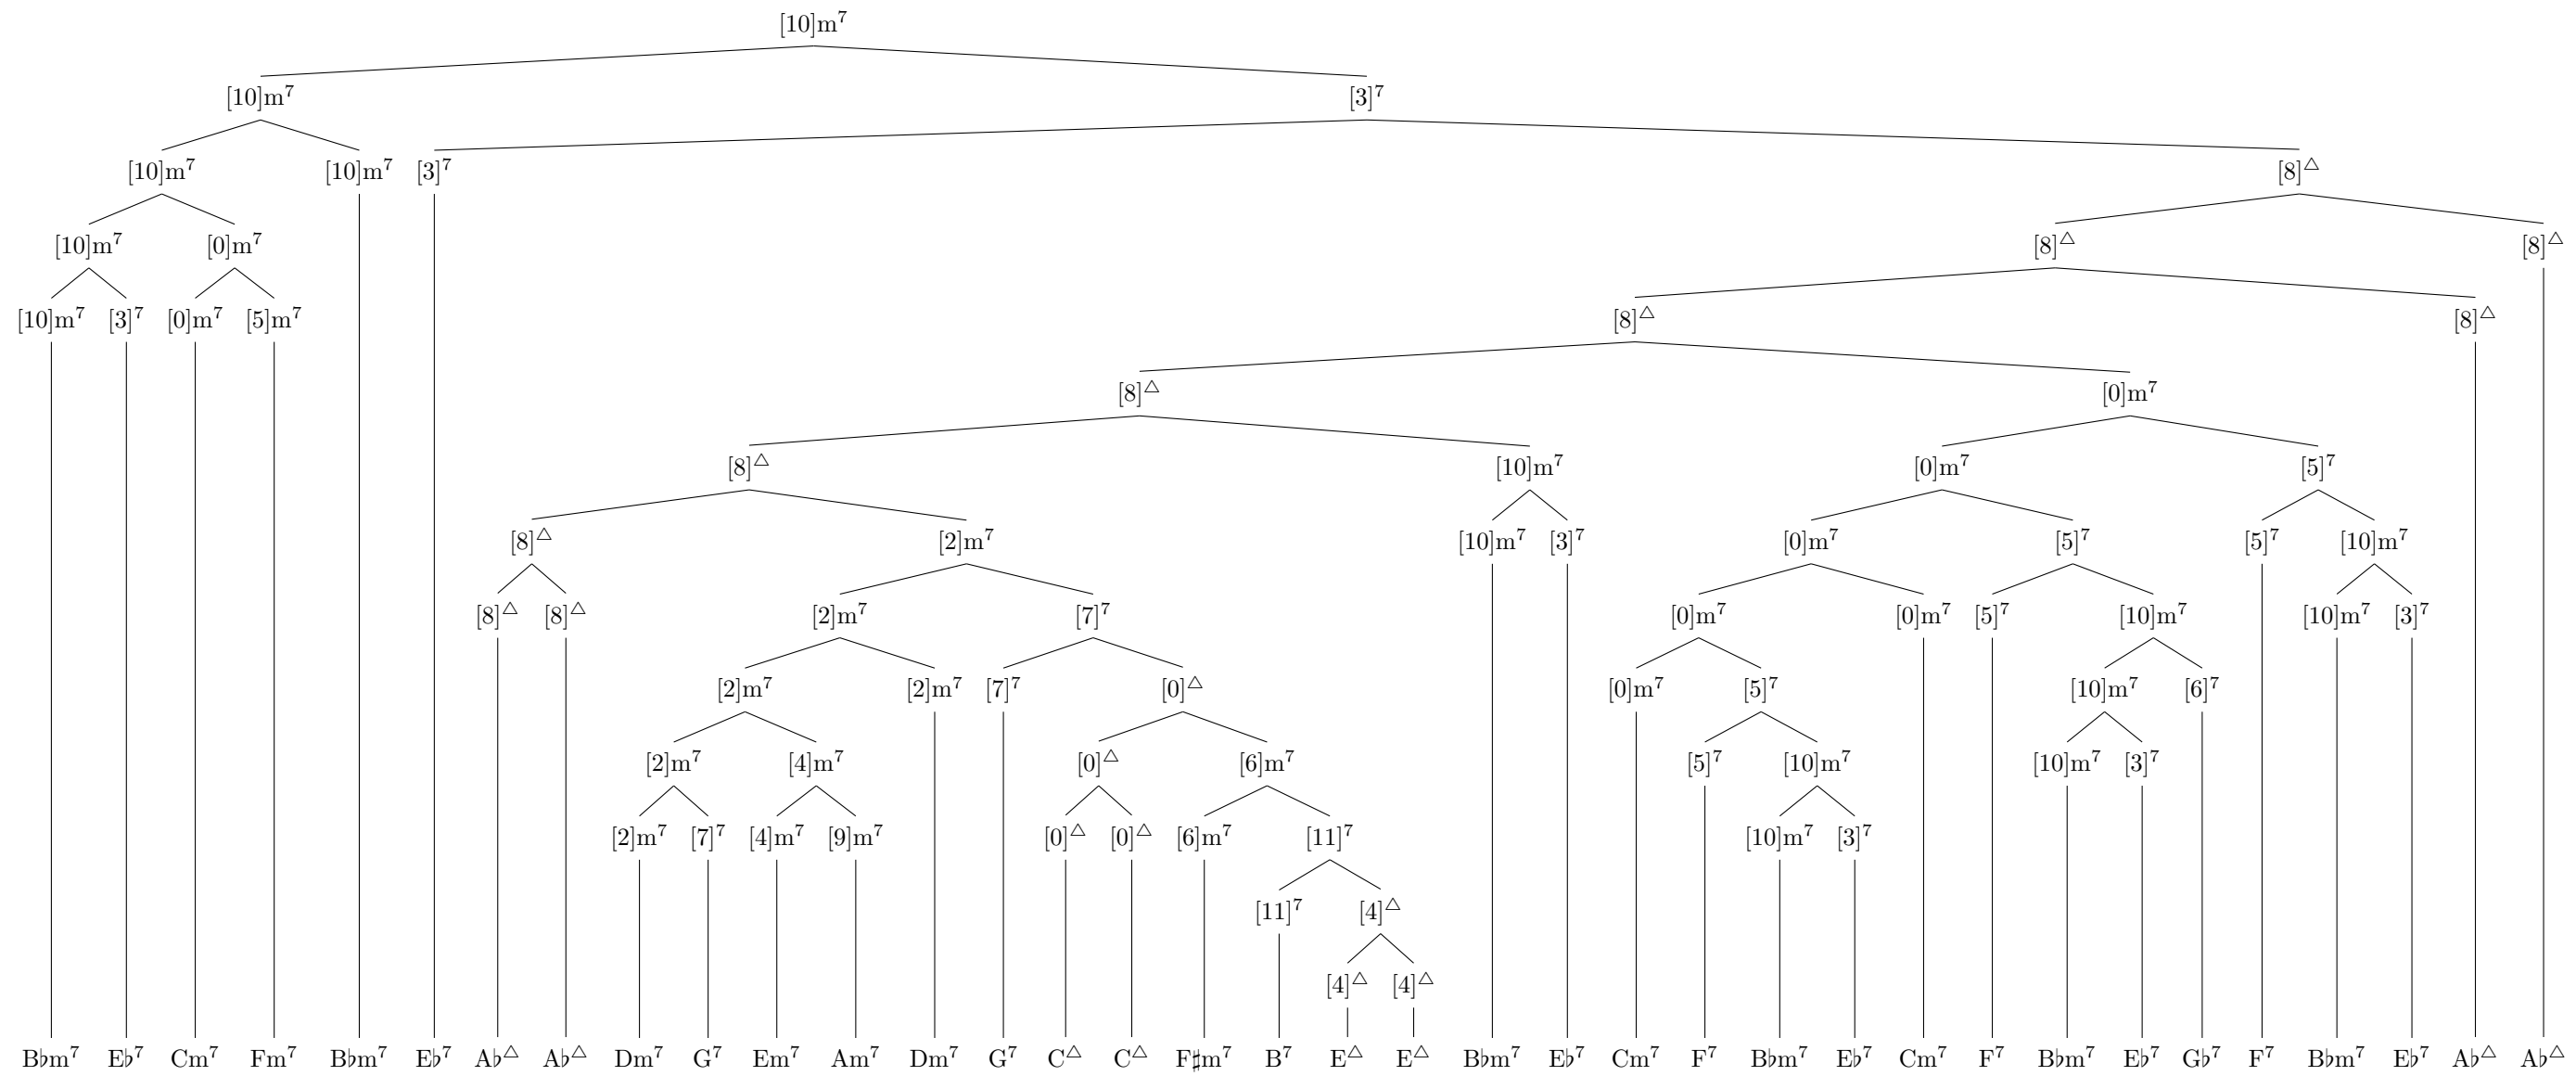 [10]m⁷
[10]m⁷ [3]⁷
[10]m⁷ [10]m⁷ [3]⁷ [8]△
[10]m⁷ [0]m⁷ [8]△ [8]△
[10]m⁷ [3]⁷ [0]m⁷ [5]m⁷ [8]△ [8]△
[8]△ [0]m⁷
[8]△ [10]m⁷ [0]m⁷ [5]⁷
[8]△ [2]m⁷ [10]m⁷ [3]⁷ [0]m⁷ [5]⁷ [5]⁷ [10]m⁷
[8]△ [8]△ [2]m⁷ [7]⁷ [0]m⁷ [0]m⁷ [5]⁷ [10]m⁷ [10]m⁷ [3]⁷
[2]m⁷ [2]m⁷ [7]⁷ [0]△ [0]m⁷ [5]⁷ [10]m⁷ [6]⁷
[2]m⁷ [4]m⁷ [0]△ [6]m⁷ [5]⁷ [10]m⁷ [10]m⁷ [3]⁷
[2]m⁷ [7]⁷ [4]m⁷ [9]m⁷ [0]△ [0]△ [6]m⁷ [11]⁷ [10]m⁷ [3]⁷
[11]⁷ [4]△
[4]△ [4]△
B♭m⁷ E♭⁷ Cm⁷ Fm⁷ B♭m⁷ E♭⁷ A♭△ A♭△ Dm⁷ G⁷ Em⁷ Am⁷ Dm⁷ G⁷ C△ C△ F♯m⁷ B⁷ E△ E△ B♭m⁷ E♭⁷ Cm⁷ F⁷ B♭m⁷ E♭⁷ Cm⁷ F⁷ B♭m⁷ E♭⁷ G♭⁷ F⁷ B♭m⁷ E♭⁷ A♭△ A♭△